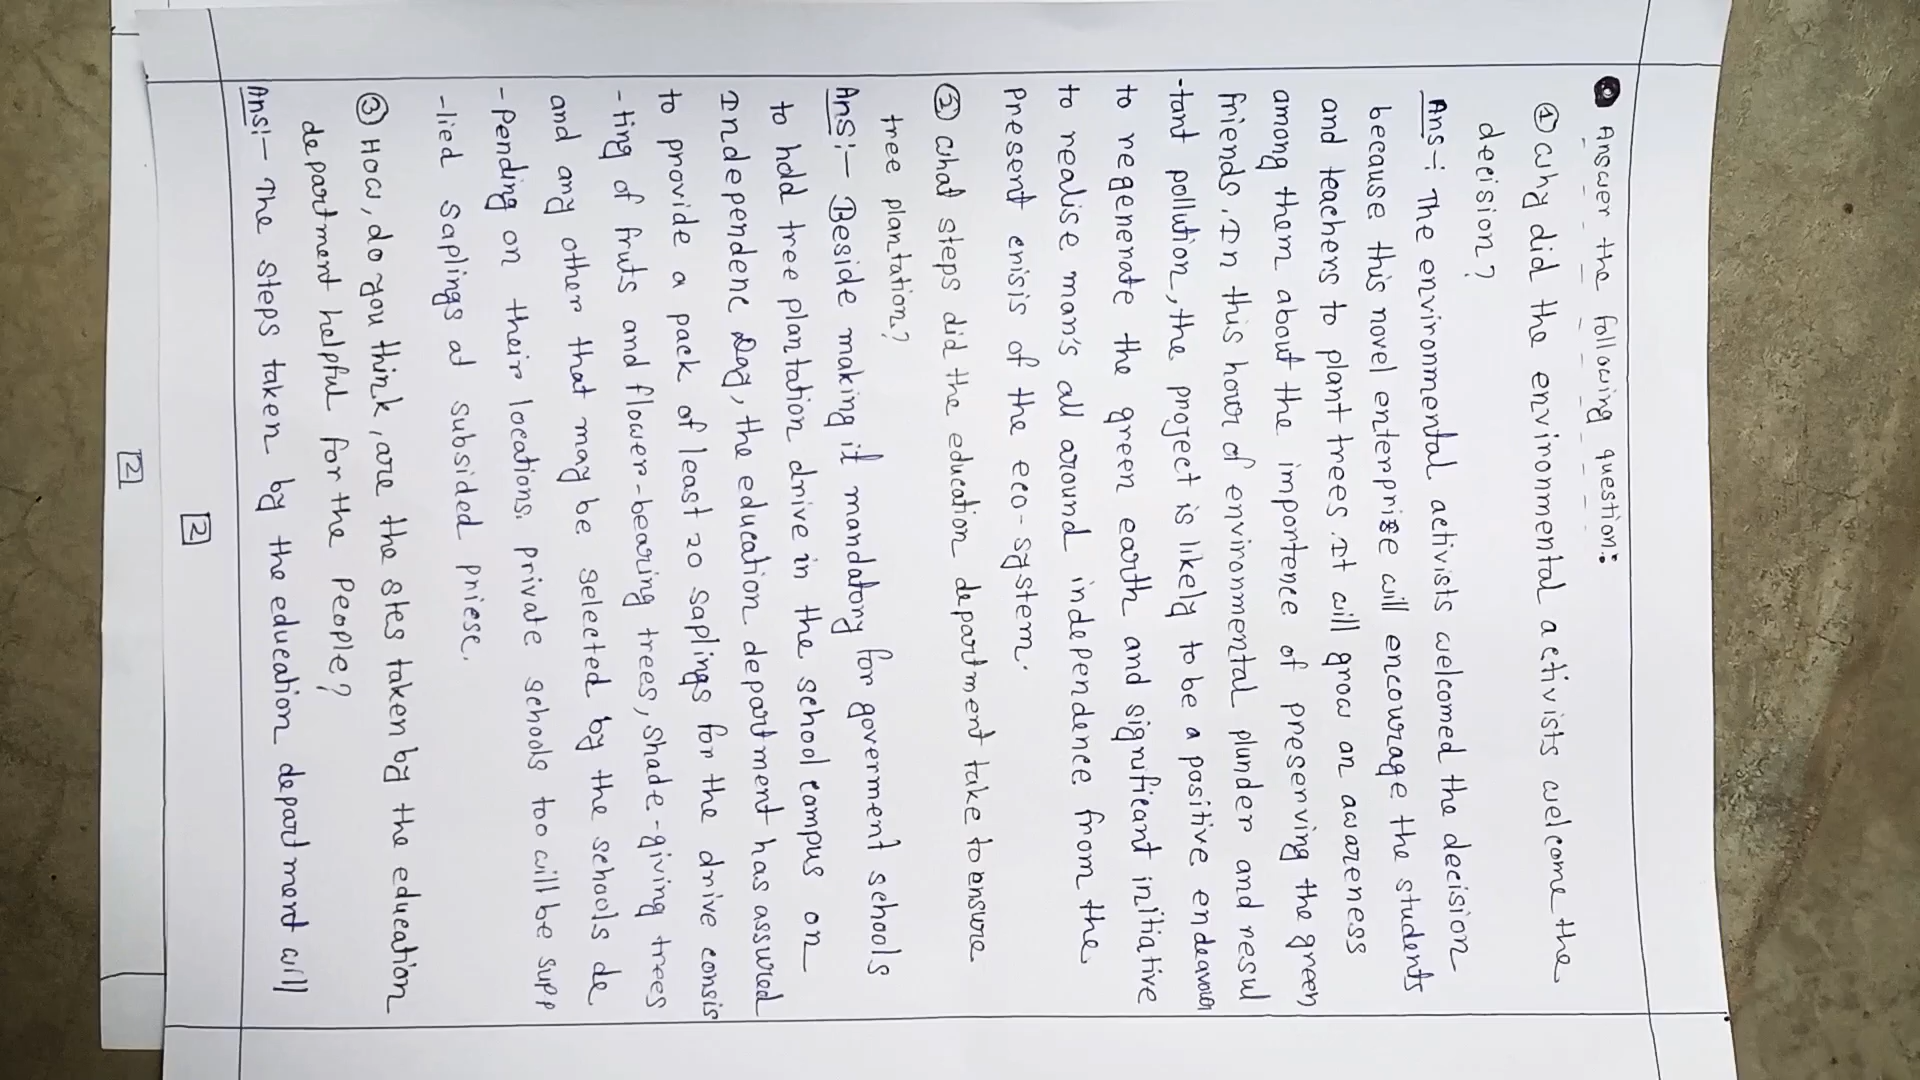 Answer the following question:
① Why did the environmental activists welcome the
decision?
Ans-: The environmental activists welcomed the decision
because this novel enterprise will encourage the students
and teachers to plant trees. It will grow an awareness
among them about the importence of preserving the green
friends. In this hour of environmental plunder and resul
-tant pollution, the project is likely to be a positive endeavour
to regenerate the green earth and significant initiative
to realise man's all around independence from the
present crisis of the eco-system.
② What steps did the education department take to ensure
tree plantation?
Ans:- Beside making it mandatory for government schools
to hold tree plantation drive in the school campus on
Independenc Day, the education department has assured
to provide a pack of least 20 saplings for the drive consis
-ting of fruts and flower-bearing trees, shade-giving trees
and any other that may be selected by the schools de
-pending on their locations. private schools too will be supp
-lied saplings at subsided priese.
③ How, do you think, are the stes taken by the education
department helpful for the people?
Ans:- The steps taken by the education department will
2
2